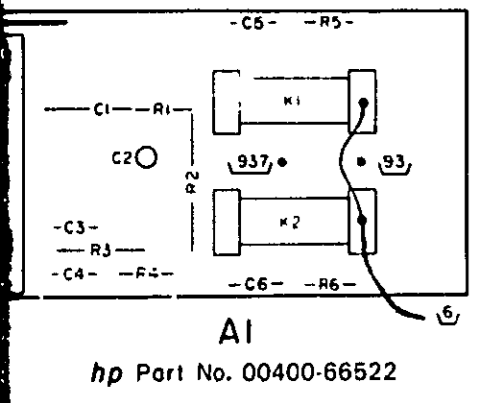 -C5- -R5-
K1
C1 R1
C2
937
93
R2
K2
-C3-
R3
-C4- -R4-
-C6- -R6-
6
A1
hp Part No. 00400-66522